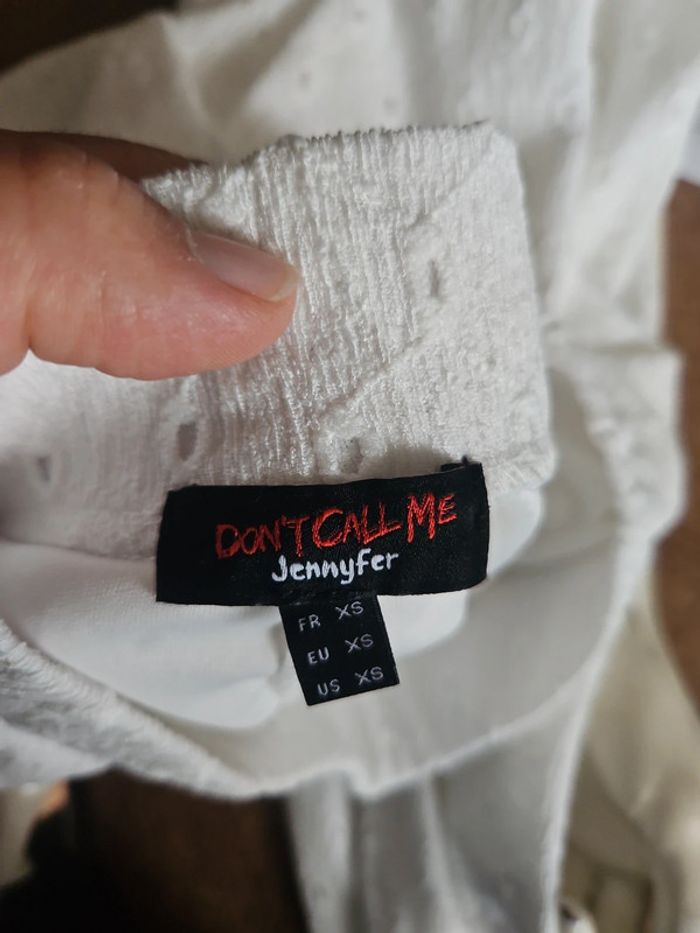 DON'T CALL ME
Jennyfer
FR XS
EU XS
US XS